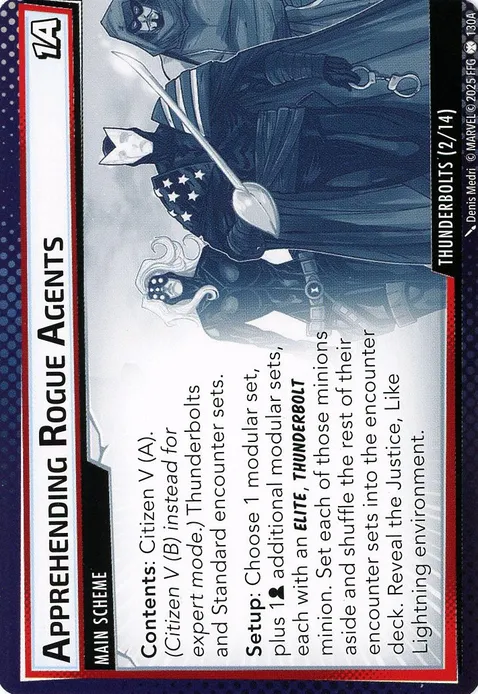 APPREHENDING ROGUE AGENTS
1A
MAIN SCHEME
Contents: Citizen V (A).
(Citizen V (B) instead for
expert mode.) Thunderbolts
and Standard encounter sets.
Setup: Choose 1 modular set,
plus 1 additional modular sets,
each with an ELITE, THUNDERBOLT
minion. Set each of those minions
aside and shuffle the rest of their
encounter sets into the encounter
deck. Reveal the Justice, Like
Lightning environment.
THUNDERBOLTS (2/14)
Denis Medri © MARVEL © 2025 FFG 130A